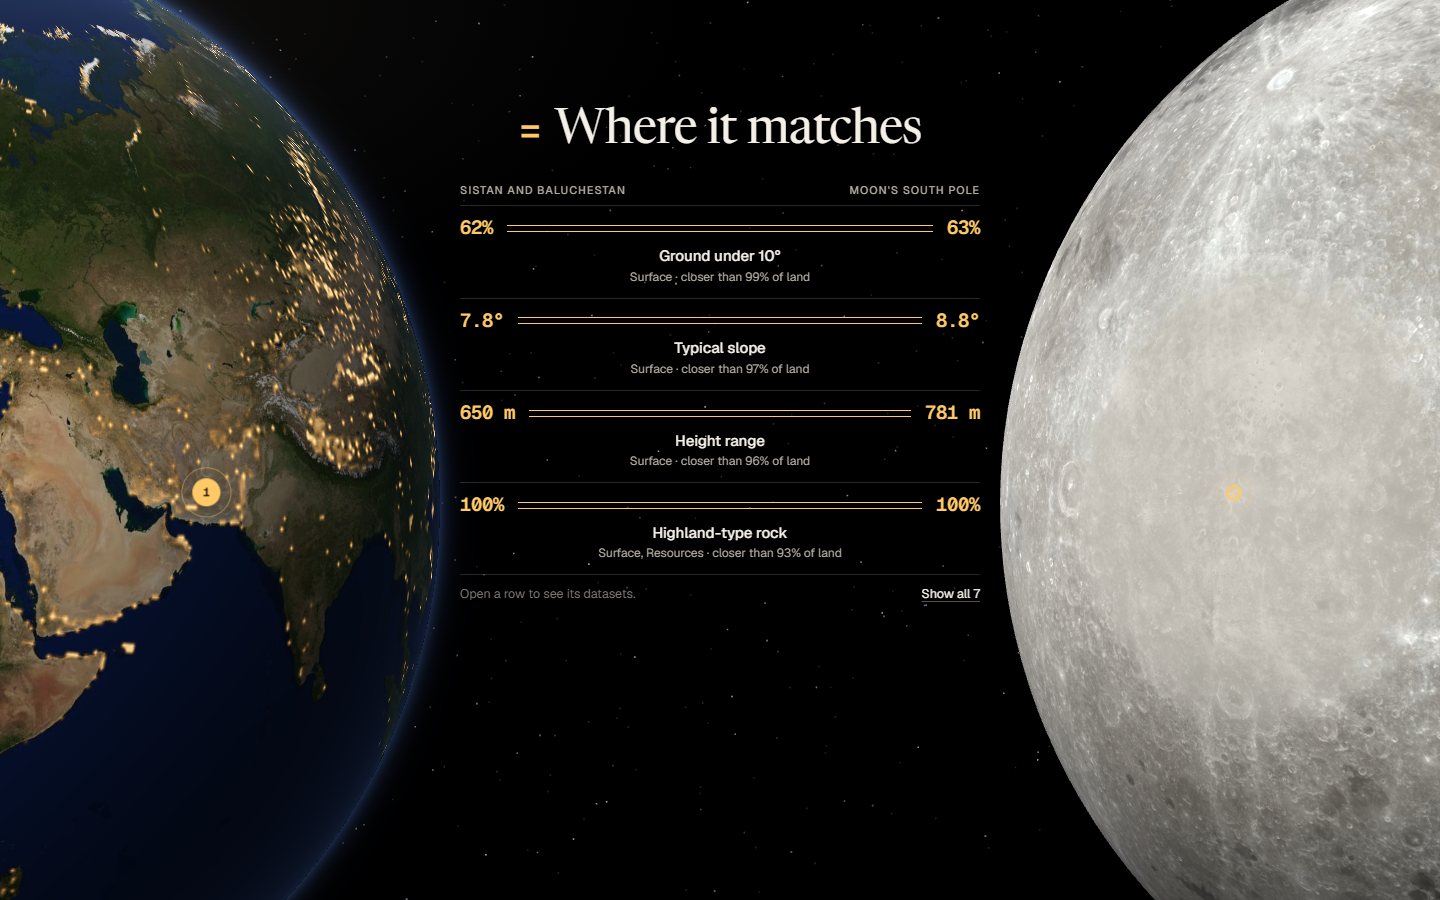 = Where it matches
SISTAN AND BALUCHESTAN MOON'S SOUTH POLE
62% 63%
Ground under 10°
Surface · closer than 99% of land
7.8° 8.8°
Typical slope
Surface · closer than 97% of land
650 m 781 m
Height range
Surface · closer than 96% of land
1
100% 100%
Highland-type rock
Surface, Resources · closer than 93% of land
Open a row to see its datasets. Show all 7